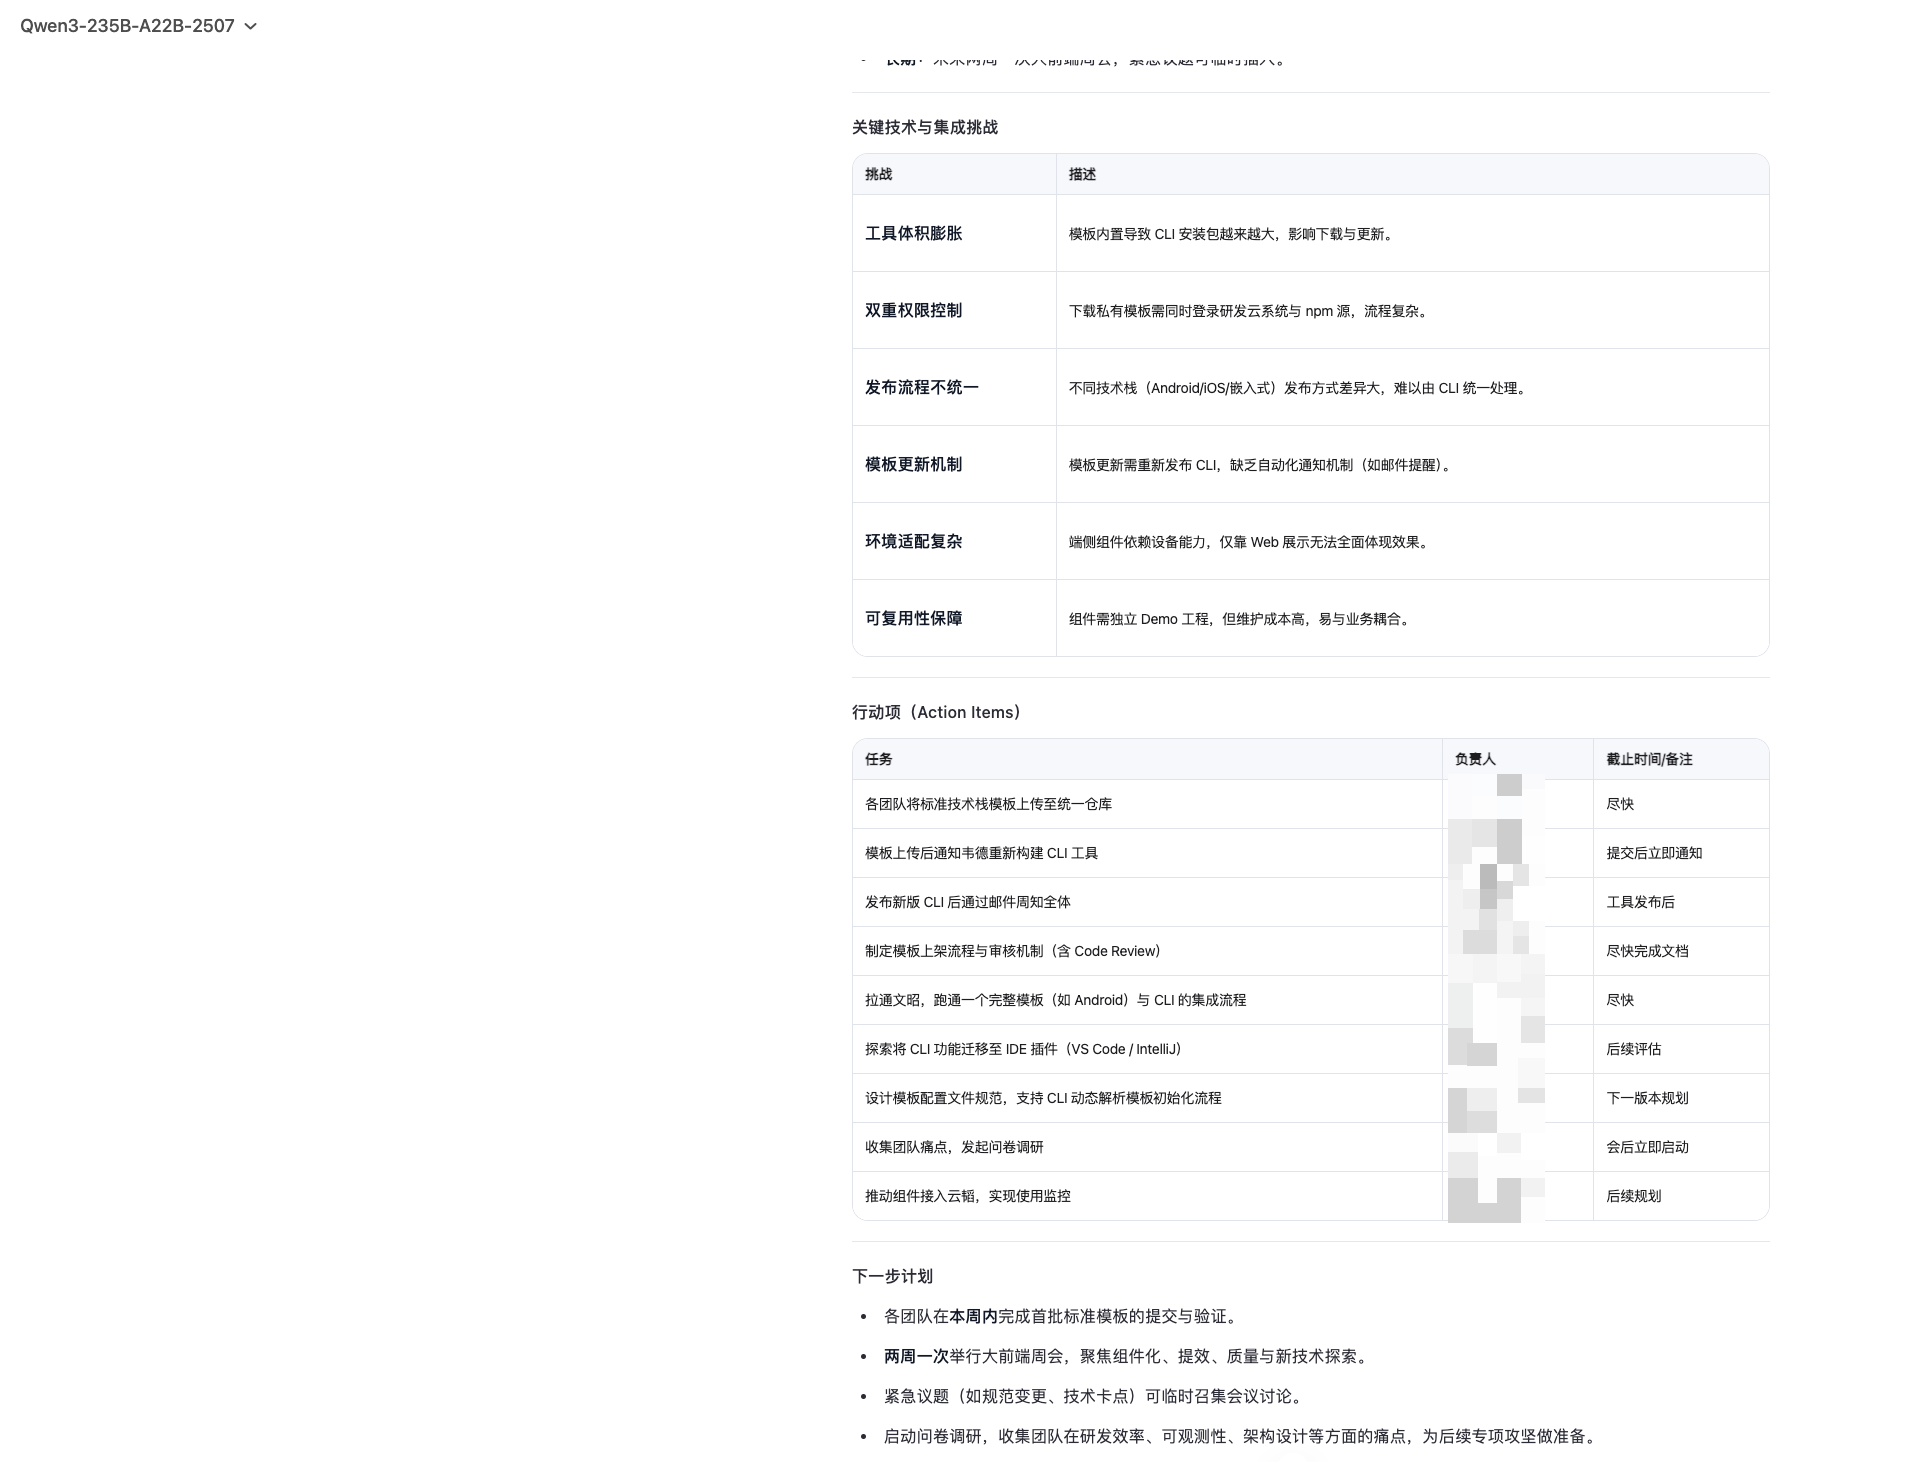 Qwen3-235B-A22B-2507
长期：未来两周一次大前端周会，紧急议题可临时插入。
关键技术与集成挑战
挑战 描述
工具体积膨胀 模板内置导致 CLI 安装包越来越大，影响下载与更新。
双重权限控制 下载私有模板需同时登录研发云系统与 npm 源，流程复杂。
发布流程不统一 不同技术栈（Android/iOS/嵌入式）发布方式差异大，难以由 CLI 统一处理。
模板更新机制 模板更新需重新发布 CLI，缺乏自动化通知机制（如邮件提醒）。
环境适配复杂 端侧组件依赖设备能力，仅靠 Web 展示无法全面体现效果。
可复用性保障 组件需独立 Demo 工程，但维护成本高，易与业务耦合。
行动项（Action Items）
任务 负责人 截止时间/备注
各团队将标准技术栈模板上传至统一仓库 尽快
模板上传后通知韦德重新构建 CLI 工具 提交后立即通知
发布新版 CLI 后通过邮件周知全体 工具发布后
制定模板上架流程与审核机制（含 Code Review） 尽快完成文档
拉通文昭，跑通一个完整模板（如 Android）与 CLI 的集成流程 尽快
探索将 CLI 功能迁移至 IDE 插件（VS Code / IntelliJ） 后续评估
设计模板配置文件规范，支持 CLI 动态解析模板初始化流程 下一版本规划
收集团队痛点，发起问卷调研 会后立即启动
推动组件接入云韬，实现使用监控 后续规划
下一步计划
各团队在本周内完成首批标准模板的提交与验证。
两周一次举行大前端周会，聚焦组件化、提效、质量与新技术探索。
紧急议题（如规范变更、技术卡点）可临时召集会议讨论。
启动问卷调研，收集团队在研发效率、可观测性、架构设计等方面的痛点，为后续专项攻坚做准备。